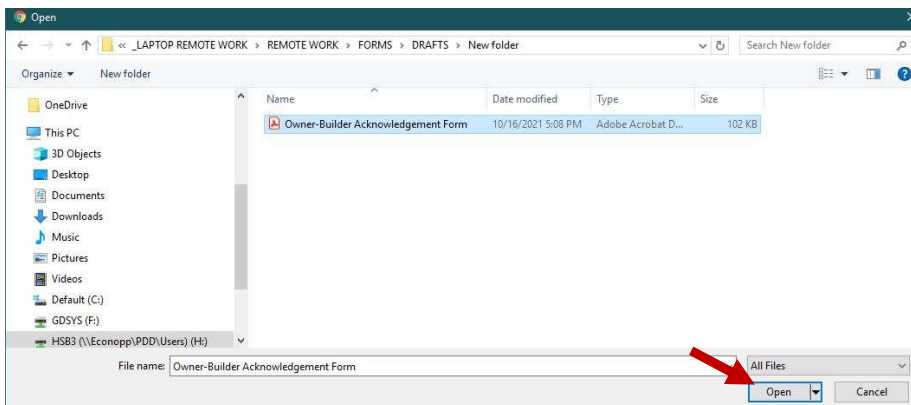 Open
« _LAPTOP REMOTE WORK > REMOTE WORK > FORMS > DRAFTS > New folder
Search New folder
Organize
New folder
Name
Date modified
Type
Size
OneDrive
This PC
3D Objects
Desktop
Documents
Downloads
Music
Pictures
Videos
Default (C:)
GDSYS (F:)
HSB3 (\\Econopp\PDD\Users) (H:)
Owner-Builder Acknowledgement Form
10/16/2021 5:08 PM
Adobe Acrobat D...
102 KB
File name:
Owner-Builder Acknowledgement Form
All Files
Open
Cancel